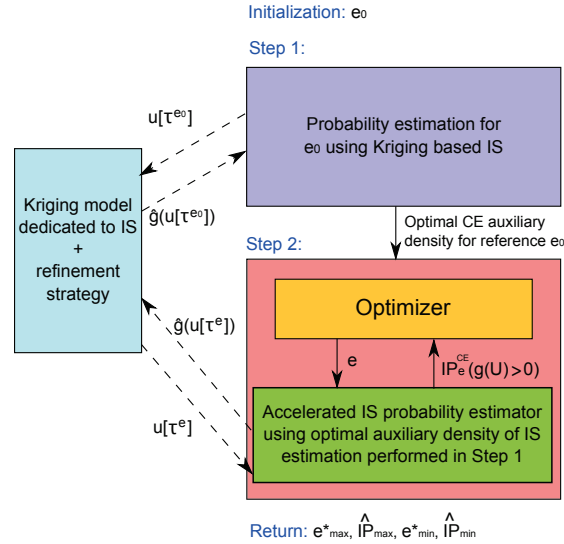 Initialization: e₀
Step 1:
Probability estimation for
e₀ using Kriging based IS
u[τᵉ⁰]
ĝ(u[τᵉ⁰])
Kriging model
dedicated to IS
+
refinement
strategy
Optimal CE auxiliary
density for reference e₀
Step 2:
Optimizer
ĝ(u[τᵉ])
e
IPₑᶜᴱ(g(U)>0)
u[τᵉ]
Accelerated IS probability estimator
using optimal auxiliary density of IS
estimation performed in Step 1
Return: e*max, ÎPmax, e*min, ÎPmin